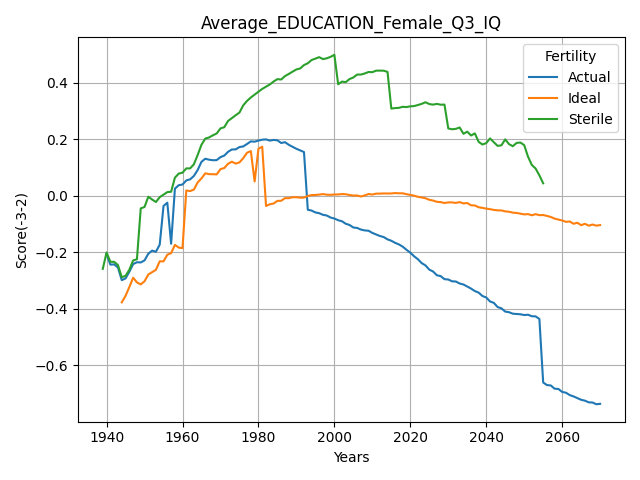 Average_EDUCATION_Female_Q3_IQ
Fertility
Actual
Ideal
Sterile
Score(-3-2)
0.4
0.2
0.0
−0.2
−0.4
−0.6
1940 1960 1980 2000 2020 2040 2060
Years